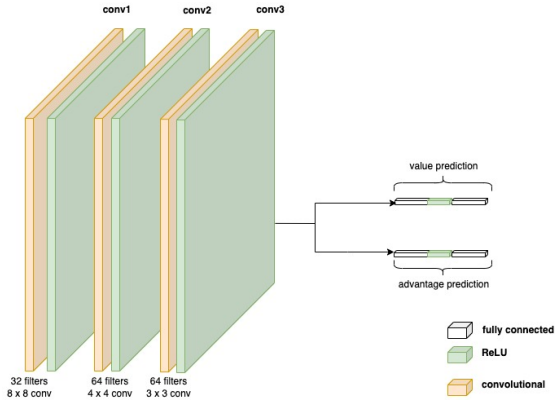 conv1
conv2
conv3
value prediction
advantage prediction
fully connected
ReLU
convolutional
32 filters
8 x 8 conv
64 filters
4 x 4 conv
64 filters
3 x 3 conv